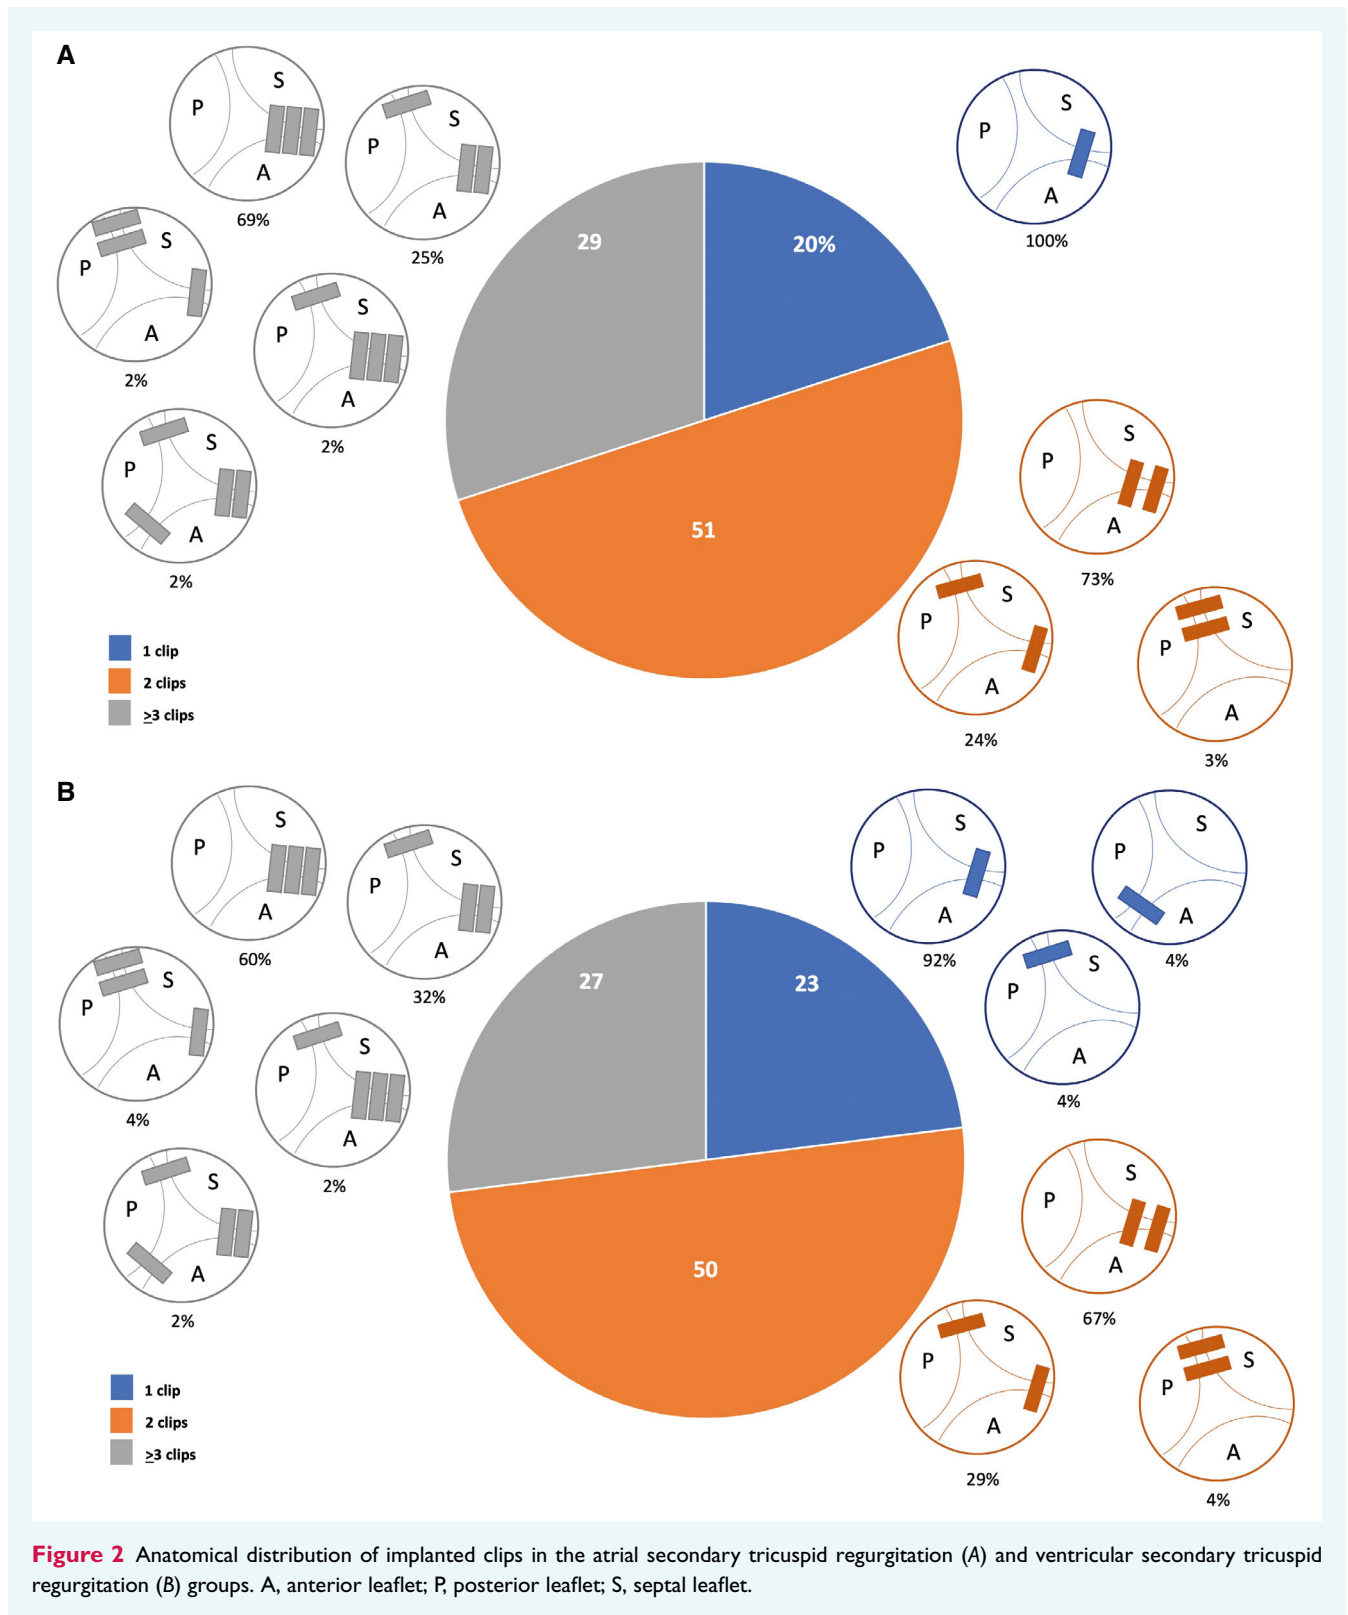 A
S
P
A
69%
S
P
A
25%
S
P
A
100%
S
P
A
2%
S
P
A
2%
29
20%
S
P
A
2%
51
S
P
A
73%
S
P
A
24%
S
P
A
3%
1 clip
2 clips
≥3 clips
B
S
P
A
60%
S
P
A
32%
S
P
A
92%
S
P
A
4%
S
P
A
4%
S
P
A
4%
S
P
A
2%
27
23
S
P
A
2%
50
S
P
A
67%
S
P
A
29%
S
P
A
4%
1 clip
2 clips
≥3 clips
Figure 2 Anatomical distribution of implanted clips in the atrial secondary tricuspid regurgitation (A) and ventricular secondary tricuspid
regurgitation (B) groups. A, anterior leaflet; P, posterior leaflet; S, septal leaflet.